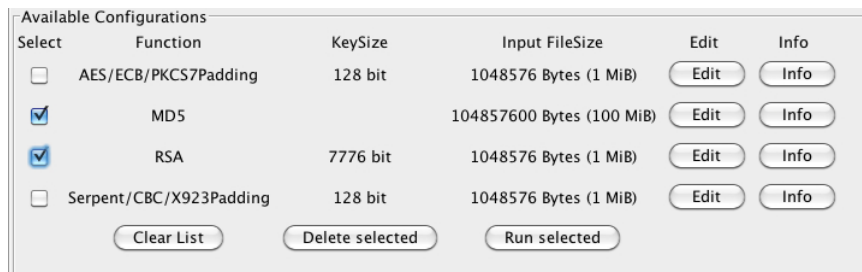 Available Configurations
Select Function KeySize Input FileSize Edit Info
AES/ECB/PKCS7Padding 128 bit 1048576 Bytes (1 MiB) Edit Info
MD5 104857600 Bytes (100 MiB) Edit Info
RSA 7776 bit 1048576 Bytes (1 MiB) Edit Info
Serpent/CBC/X923Padding 128 bit 1048576 Bytes (1 MiB) Edit Info
Clear List Delete selected Run selected